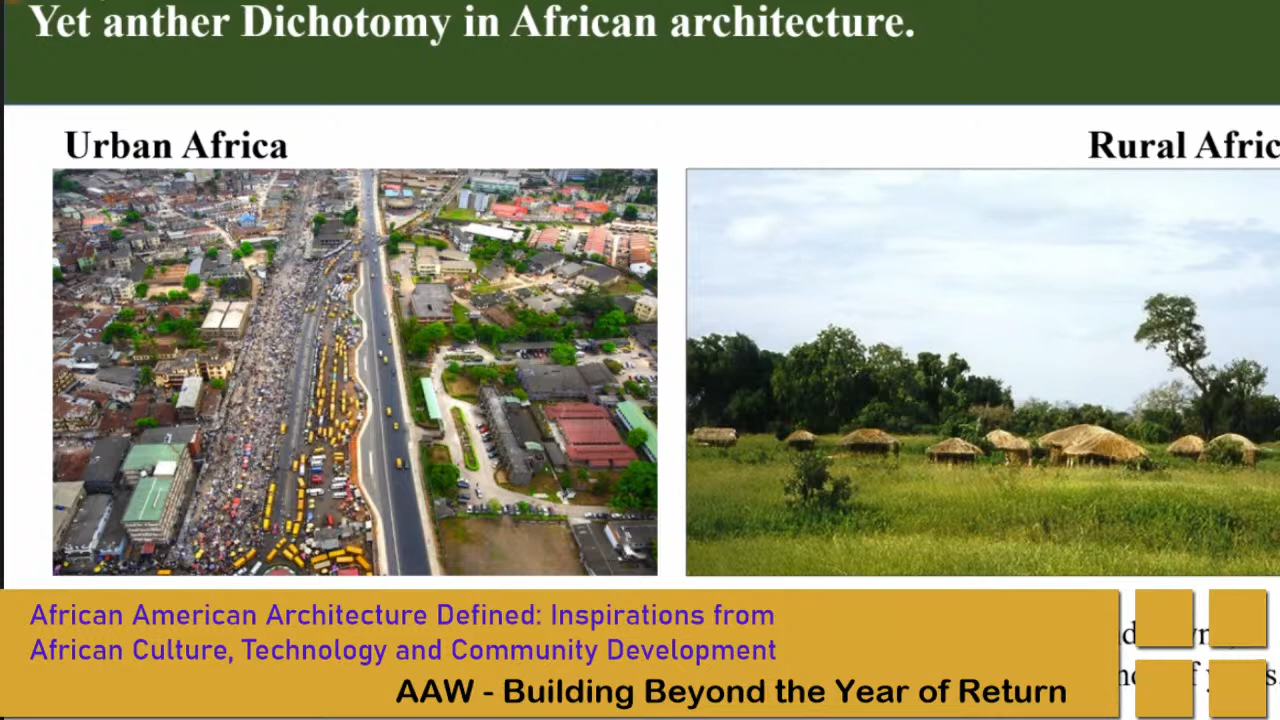 Yet anther Dichotomy in African architecture.
Urban Africa
Rural Afric
African American Architecture Defined: Inspirations from
African Culture, Technology and Community Development
AAW - Building Beyond the Year of Return